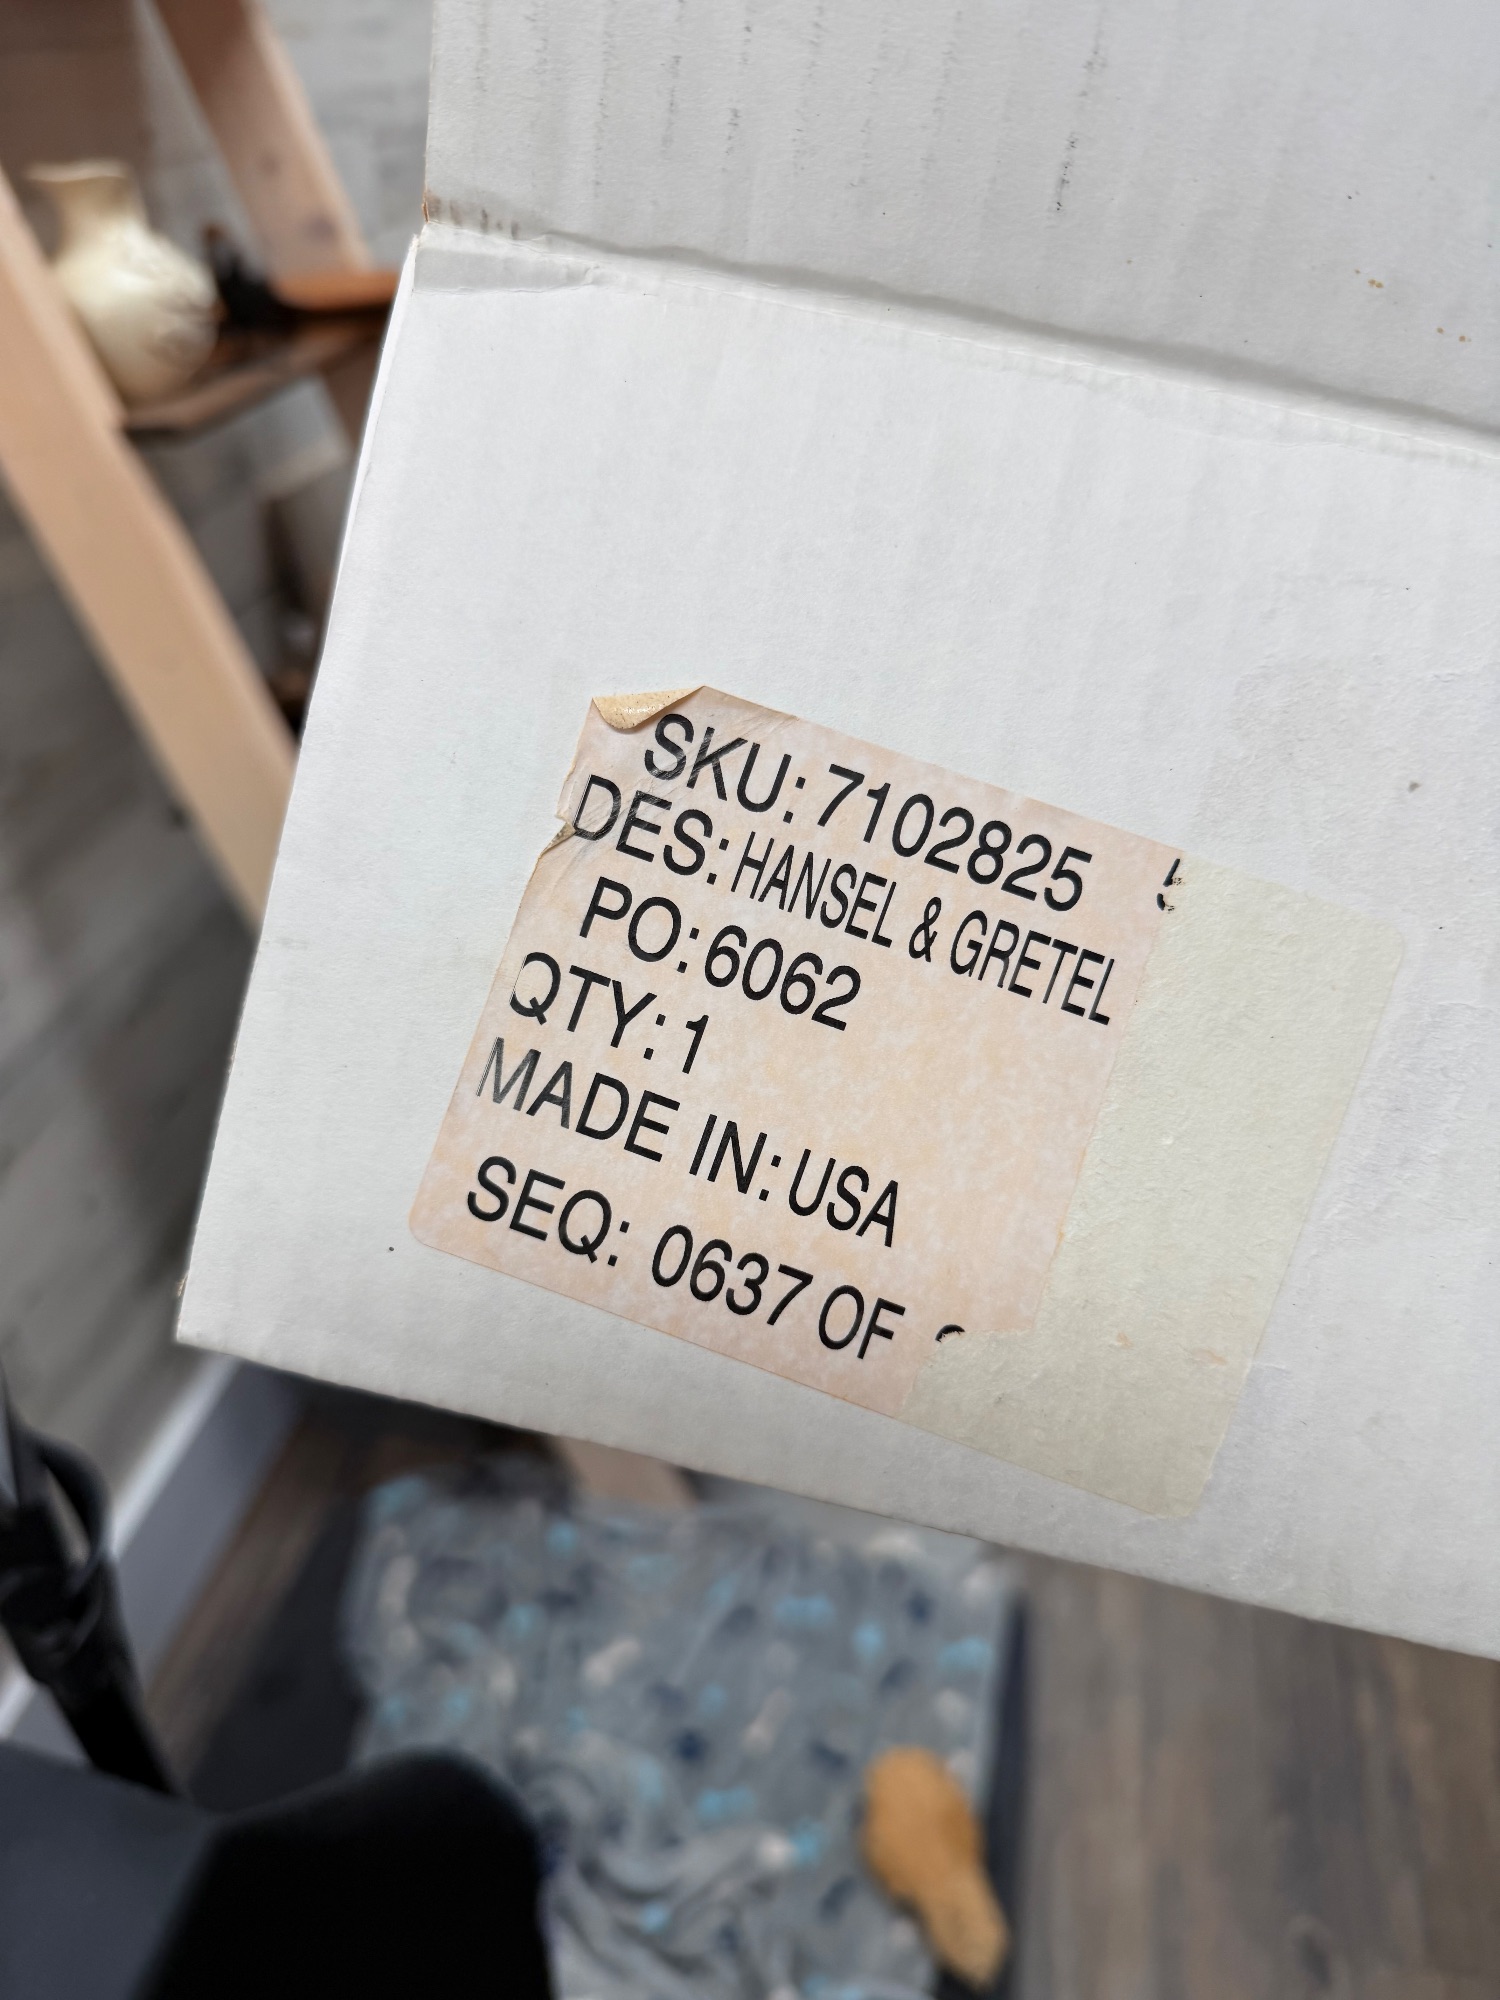 SKU: 7102825
DES: HANSEL & GRETEL
PO: 6062
QTY: 1
MADE IN: USA
SEQ: 0637 OF